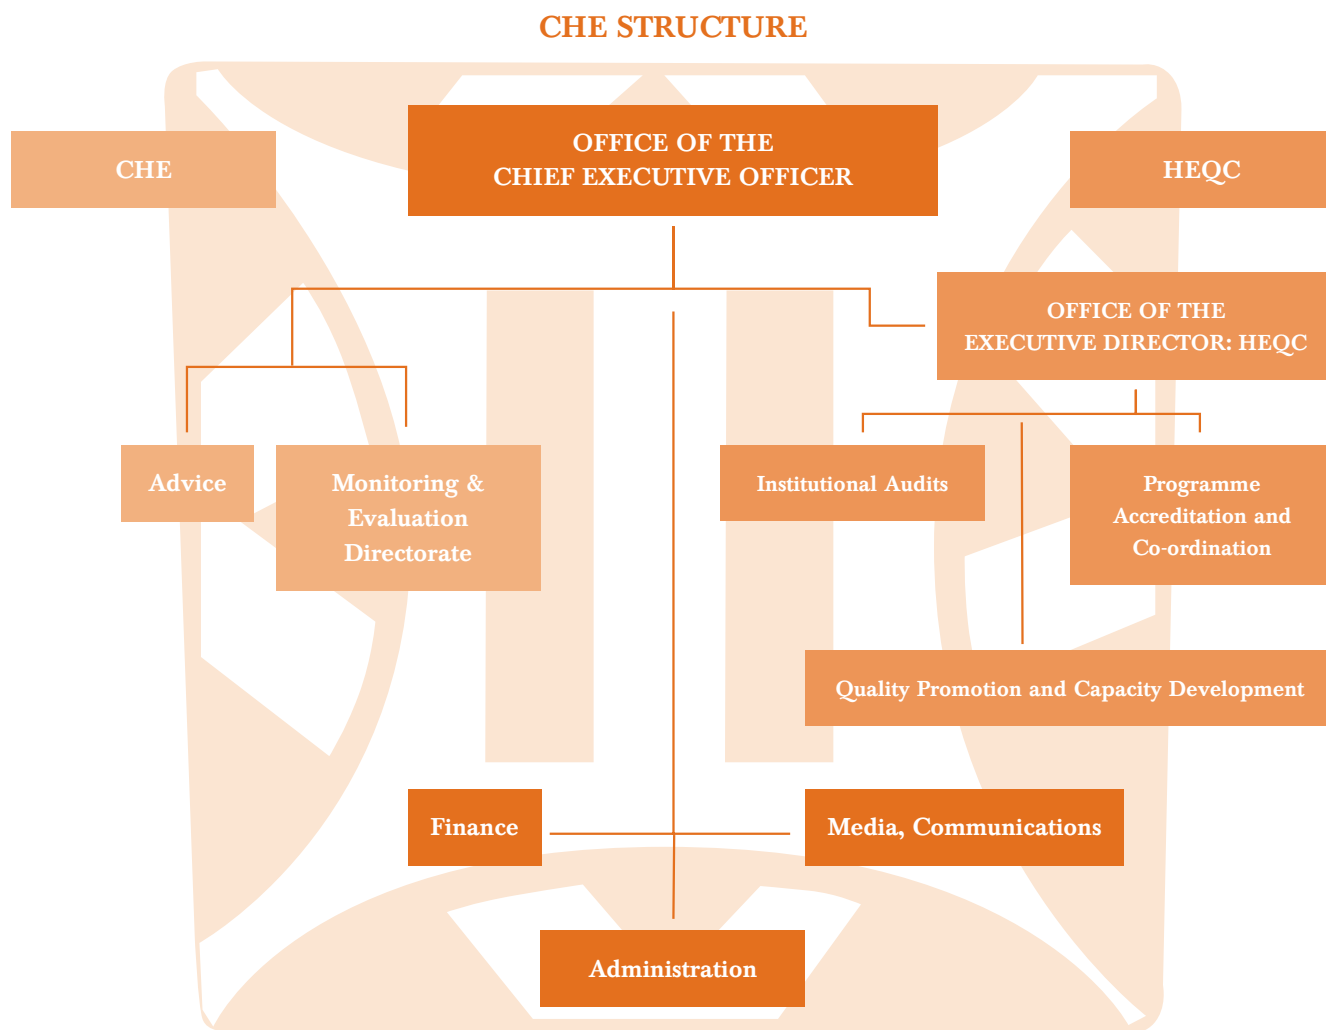 CHE STRUCTURE
CHE
OFFICE OF THE
CHIEF EXECUTIVE OFFICER
HEQC
OFFICE OF THE
EXECUTIVE DIRECTOR: HEQC
Advice
Monitoring &
Evaluation
Directorate
Institutional Audits
Programme
Accreditation and
Co-ordination
Quality Promotion and Capacity Development
Finance
Media, Communications
Administration